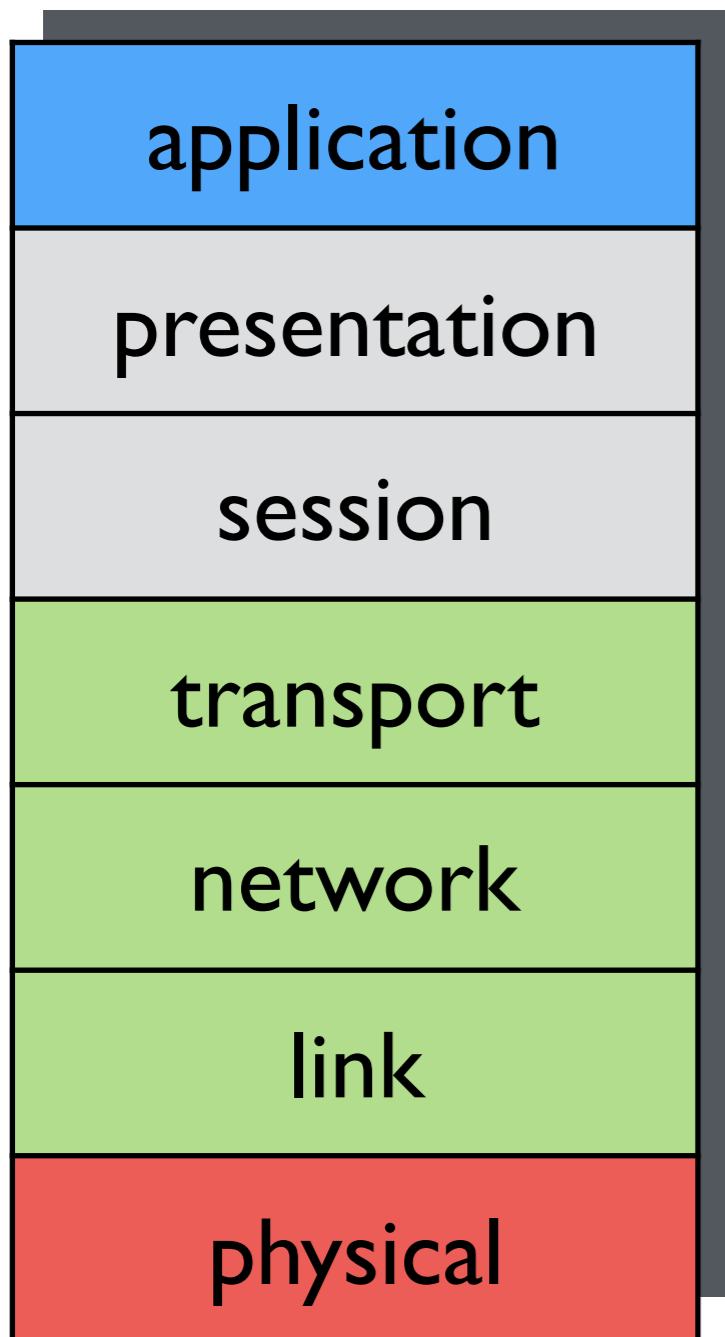 application
presentation
session
transport
network
link
physical